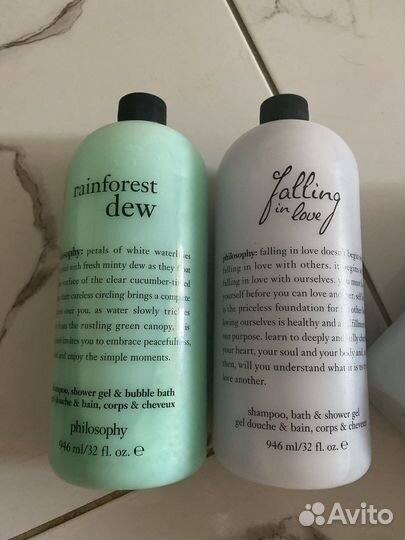 rainforest
dew
philosophy: petals of white
with fresh minty dew as they
surface of the clear cucumber-tinted
their careless circling brings a
over you. as water slowly
from the rustling green canopy,
invites you to embrace peacefulness,
and enjoy the simple moments.
shampoo, shower gel & bubble bath
gel douche & bain, corps & cheveux
philosophy
946 ml/32 fl. oz. e
falling
in love
philosophy: falling in love doesn't
falling in love with others. it begins
falling in love with ourselves. you must
yourself before you can love another. self
is the priceless foundation for
loving ourselves is healthy and
our purpose. learn to deeply and
your heart, your soul and your body and
then, will you understand what it is to
love another.
shampoo, bath & shower gel
gel douche & bain, corps & cheveux
946 ml/32 fl. oz. e
Avito